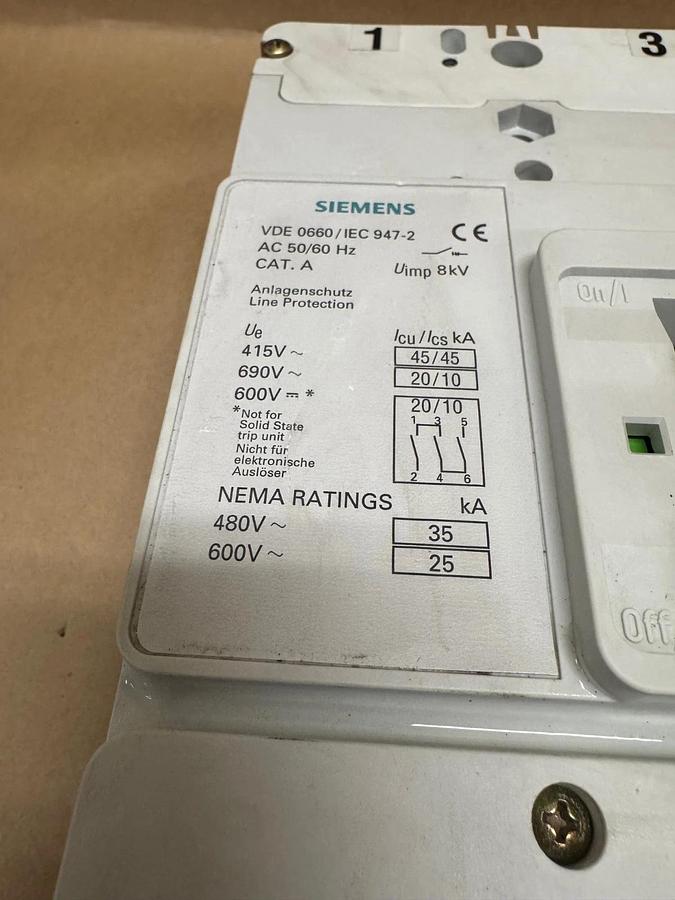 1
3
SIEMENS
VDE 0660/IEC 947-2 CE
AC 50/60 Hz
CAT. A Uimp 8kV
Anlagenschutz
Line Protection
Ue Icu/Ics kA
415V ~ 45/45
690V ~ 20/10
600V ⎓ * 20/10
*Not for
Solid State
trip unit
Nicht für
elektronische
Auslöser
1 3 5
2 4 6
NEMA RATINGS kA
480V ~ 35
600V ~ 25
On/I
Off